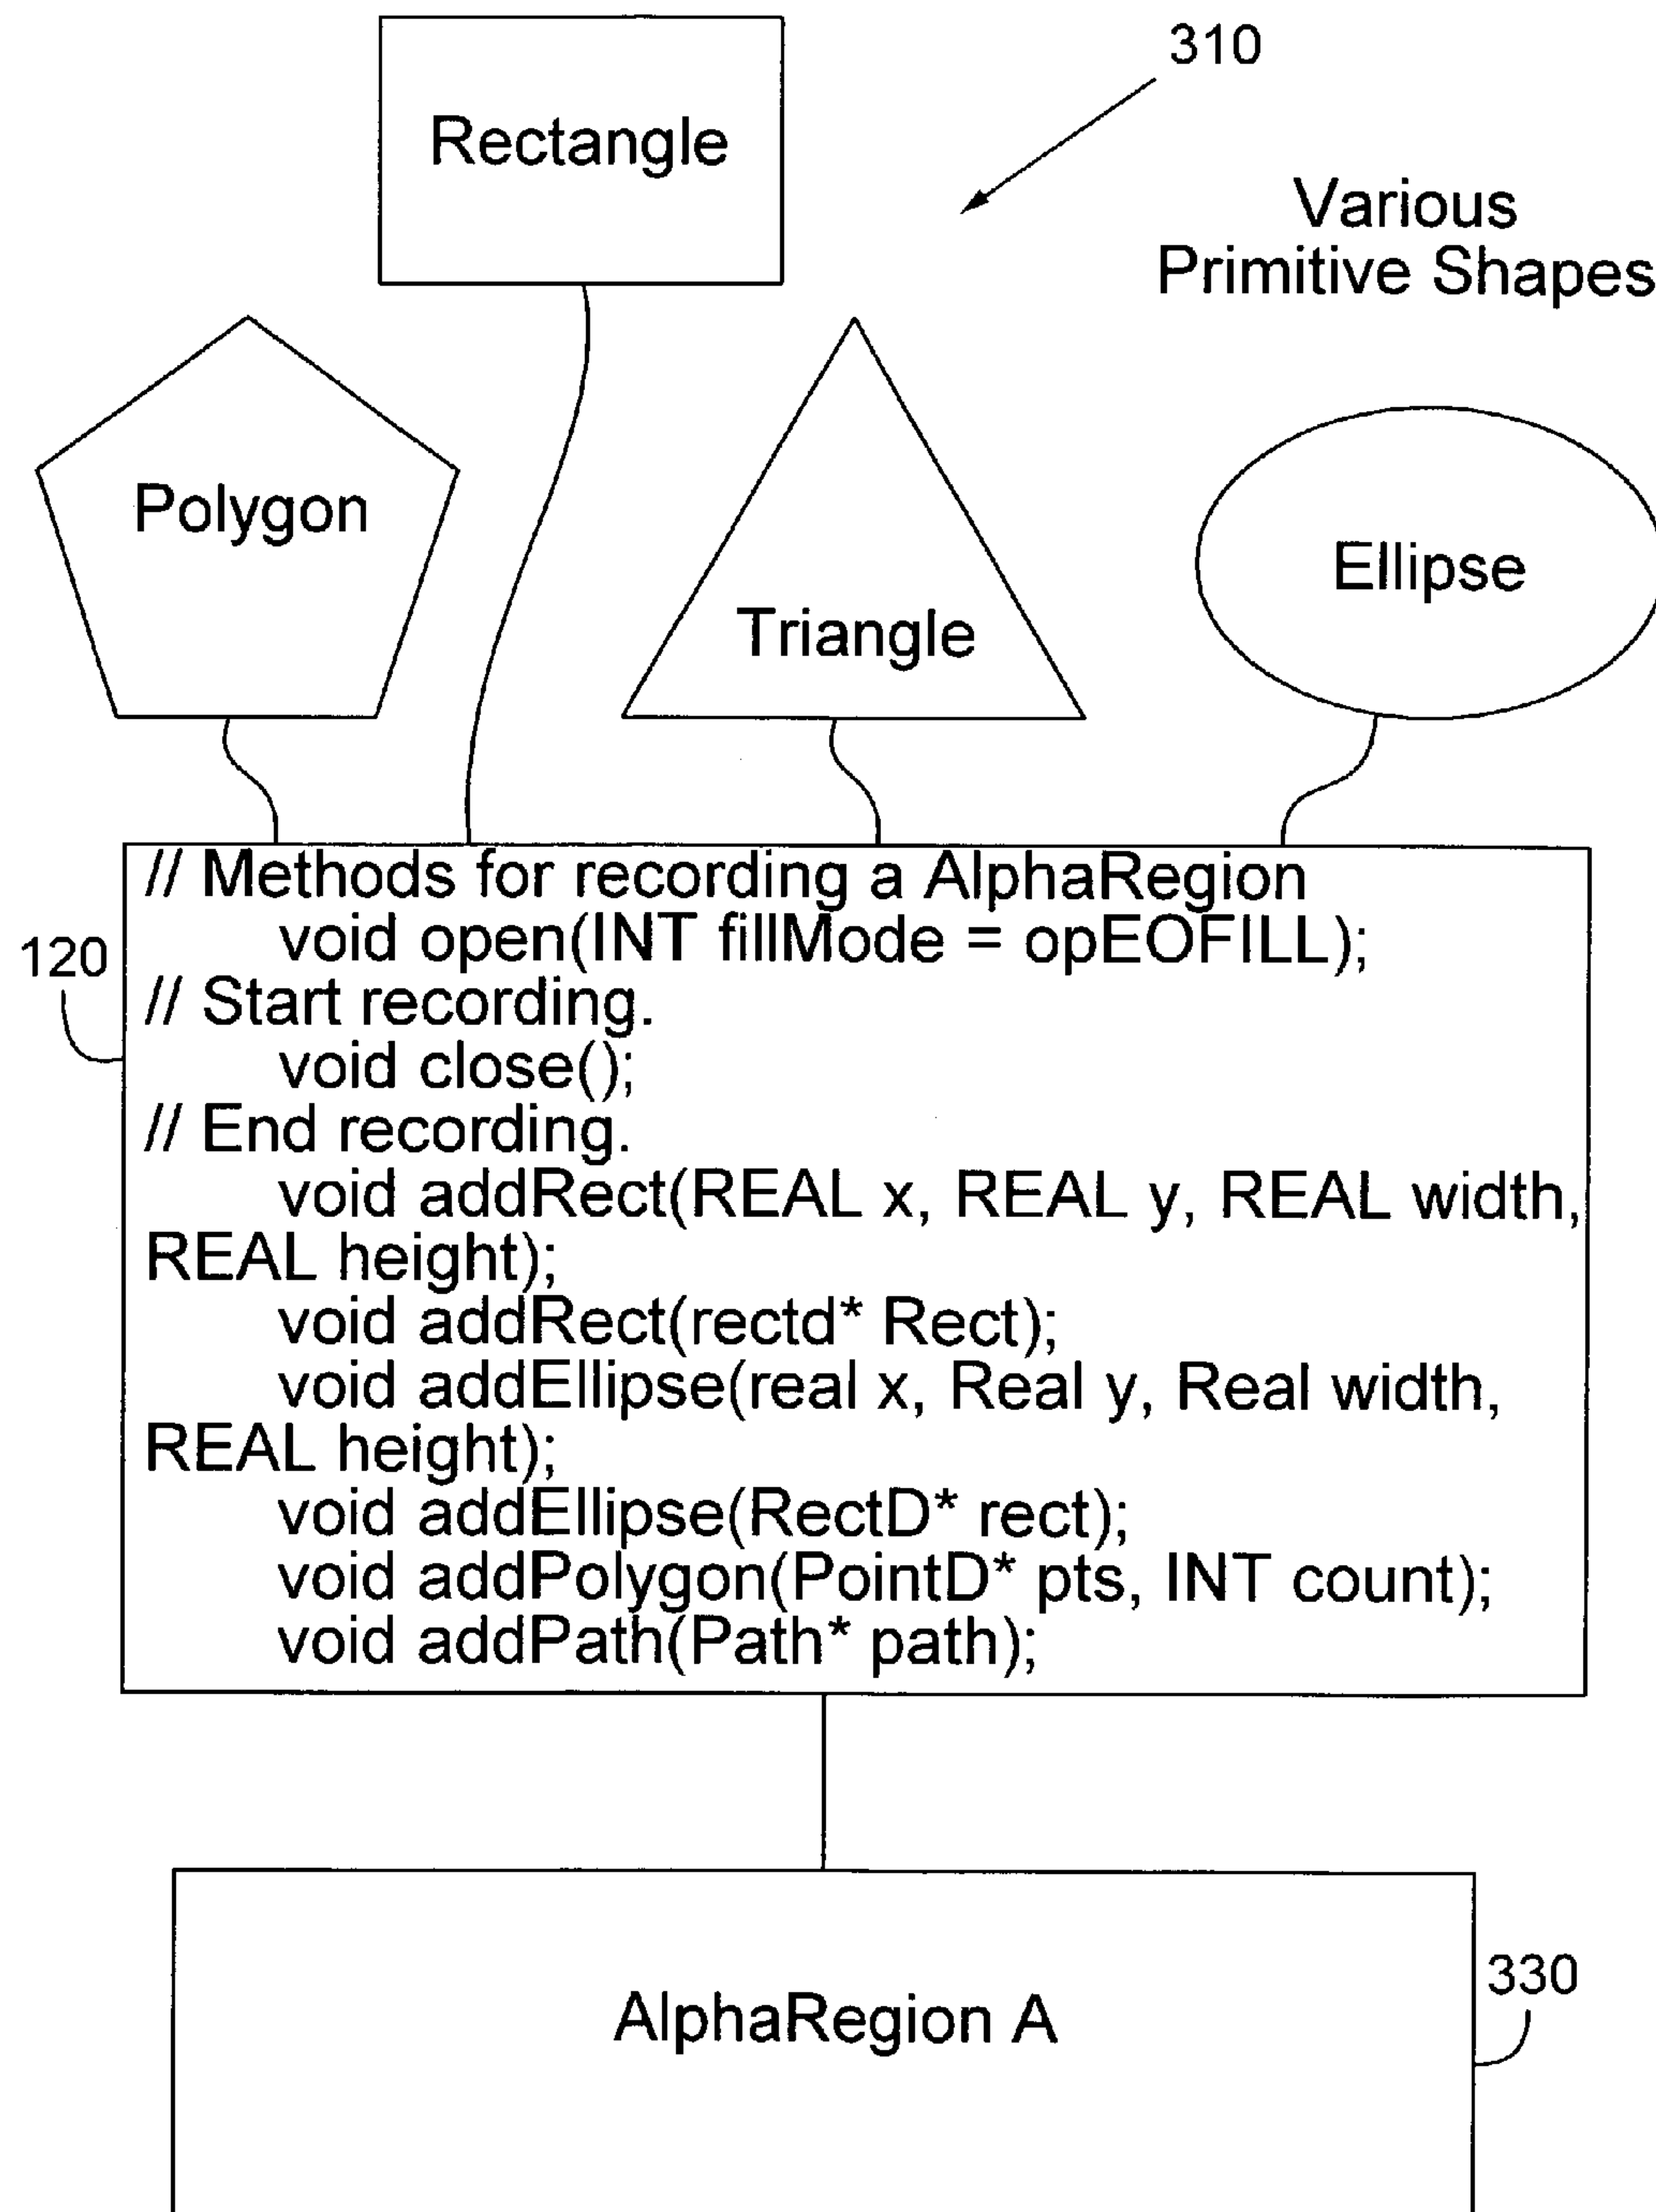 310
Rectangle
Various
Primitive Shapes
Polygon
Ellipse
Triangle
120
// Methods for recording a AlphaRegion
void open(INT fillMode = opEOFILL);
// Start recording.
void close();
// End recording.
void addRect(REAL x, REAL y, REAL width,
REAL height);
void addRect(rectd* Rect);
void addEllipse(real x, Real y, Real width,
REAL height);
void addEllipse(RectD* rect);
void addPolygon(PointD* pts, INT count);
void addPath(Path* path);
330
AlphaRegion A